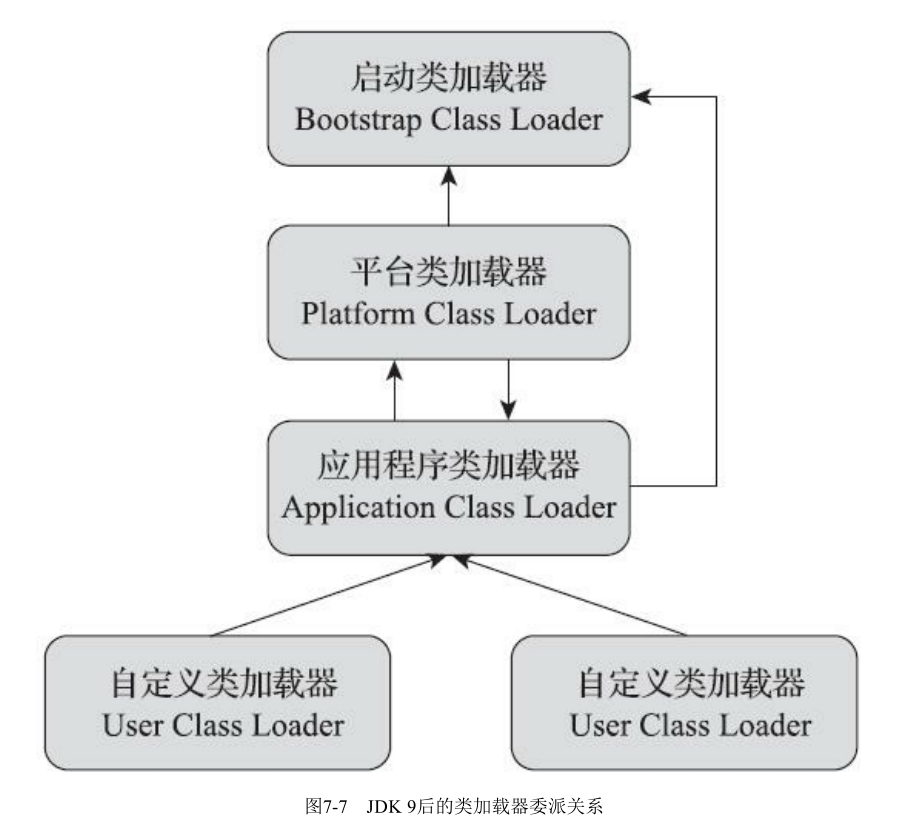 启动类加载器
Bootstrap Class Loader
平台类加载器
Platform Class Loader
应用程序类加载器
Application Class Loader
自定义类加载器
User Class Loader
自定义类加载器
User Class Loader
图7-7 JDK 9后的类加载器委派关系